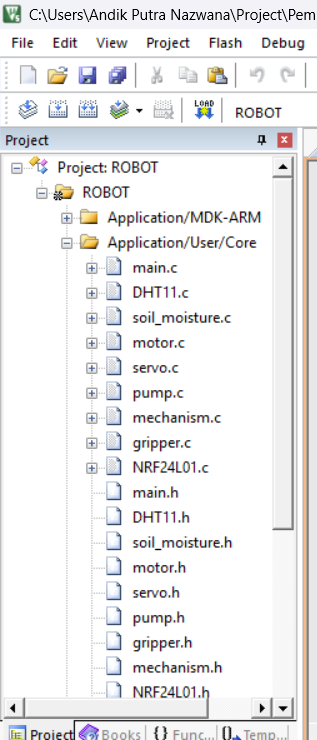 C:\Users\Andik Putra Nazwana\Project\Pem
File Edit View Project Flash Debug
LOAD ROBOT
Project
Project: ROBOT
ROBOT
Application/MDK-ARM
Application/User/Core
main.c
DHT11.c
soil_moisture.c
motor.c
servo.c
pump.c
mechanism.c
gripper.c
NRF24L01.c
main.h
DHT11.h
soil_moisture.h
motor.h
servo.h
pump.h
gripper.h
mechanism.h
NRF24L01.h
Project Books {} Func... 0→ Temp...